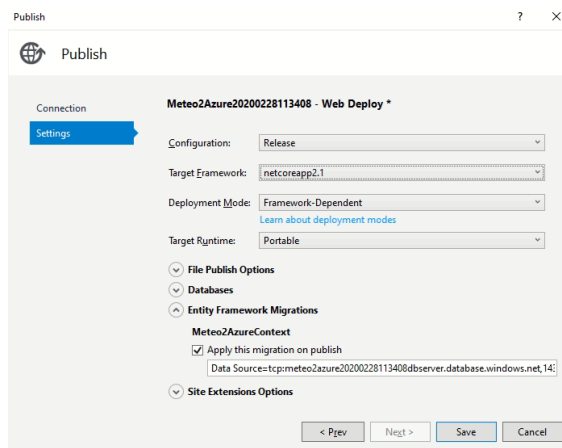 Publish
?
Publish
Connection
Settings
Meteo2Azure20200228113408 - Web Deploy *
Configuration: Release
Target Framework: netcoreapp2.1
Deployment Mode: Framework-Dependent
Learn about deployment modes
Target Runtime: Portable
File Publish Options
Databases
Entity Framework Migrations
Meteo2AzureContext
Apply this migration on publish
Data Source=tcp:meteo2azure20200228113408dbserver.database.windows.net,143
Site Extensions Options
< Prev Next > Save Cancel